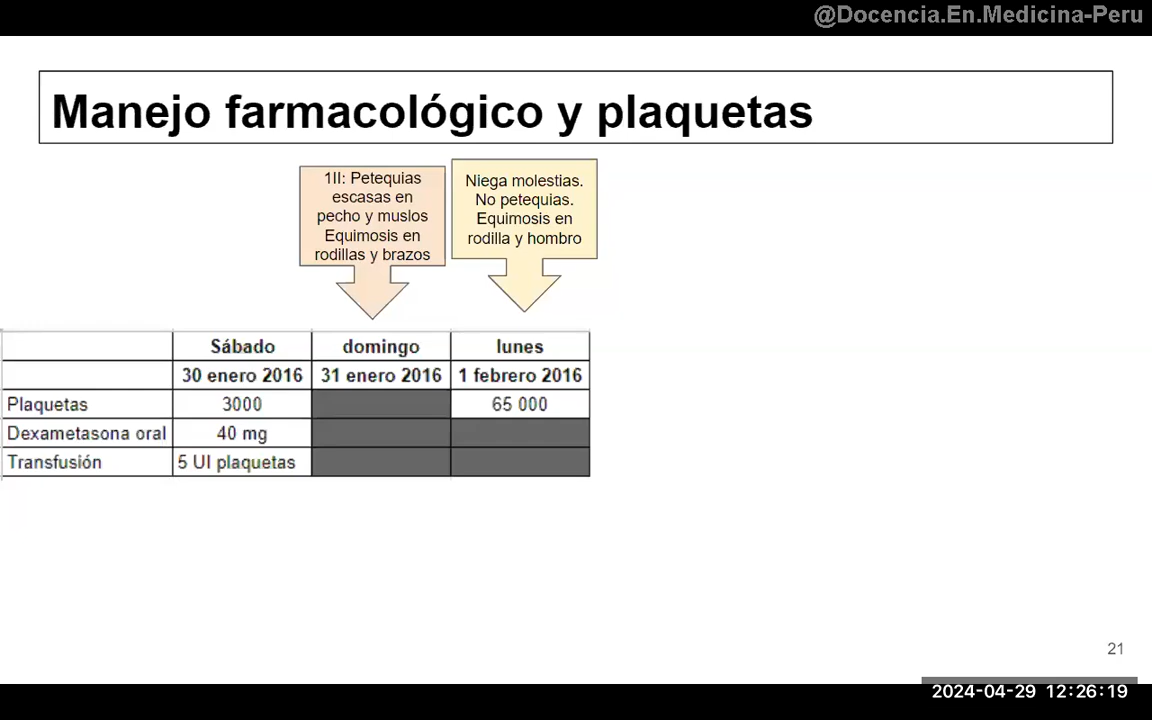 @Docencia.En.Medicina-Peru
Manejo farmacológico y plaquetas
1II: Petequias
escasas en
pecho y muslos
Equimosis en
rodillas y brazos
Niega molestias.
No petequias.
Equimosis en
rodilla y hombro
Sábado domingo lunes
30 enero 2016 31 enero 2016 1 febrero 2016
Plaquetas 3000 65 000
Dexametasona oral 40 mg
Transfusión 5 UI plaquetas
21
2024-04-29 12:26:19